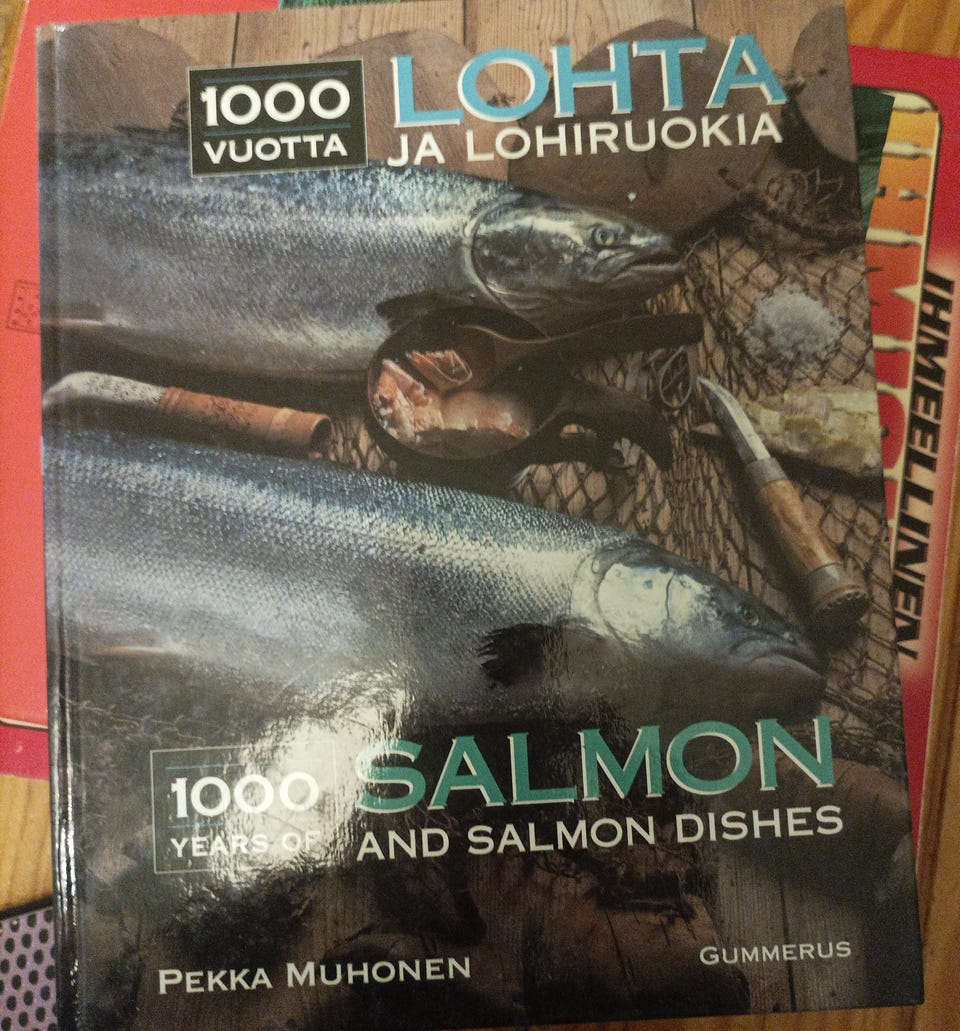 1000
VUOTTA
LOHTA
JA LOHIRUOKIA
IHMEELLINEN
1000
YEARS OF
SALMON
AND SALMON DISHES
PEKKA MUHONEN
GUMMERUS